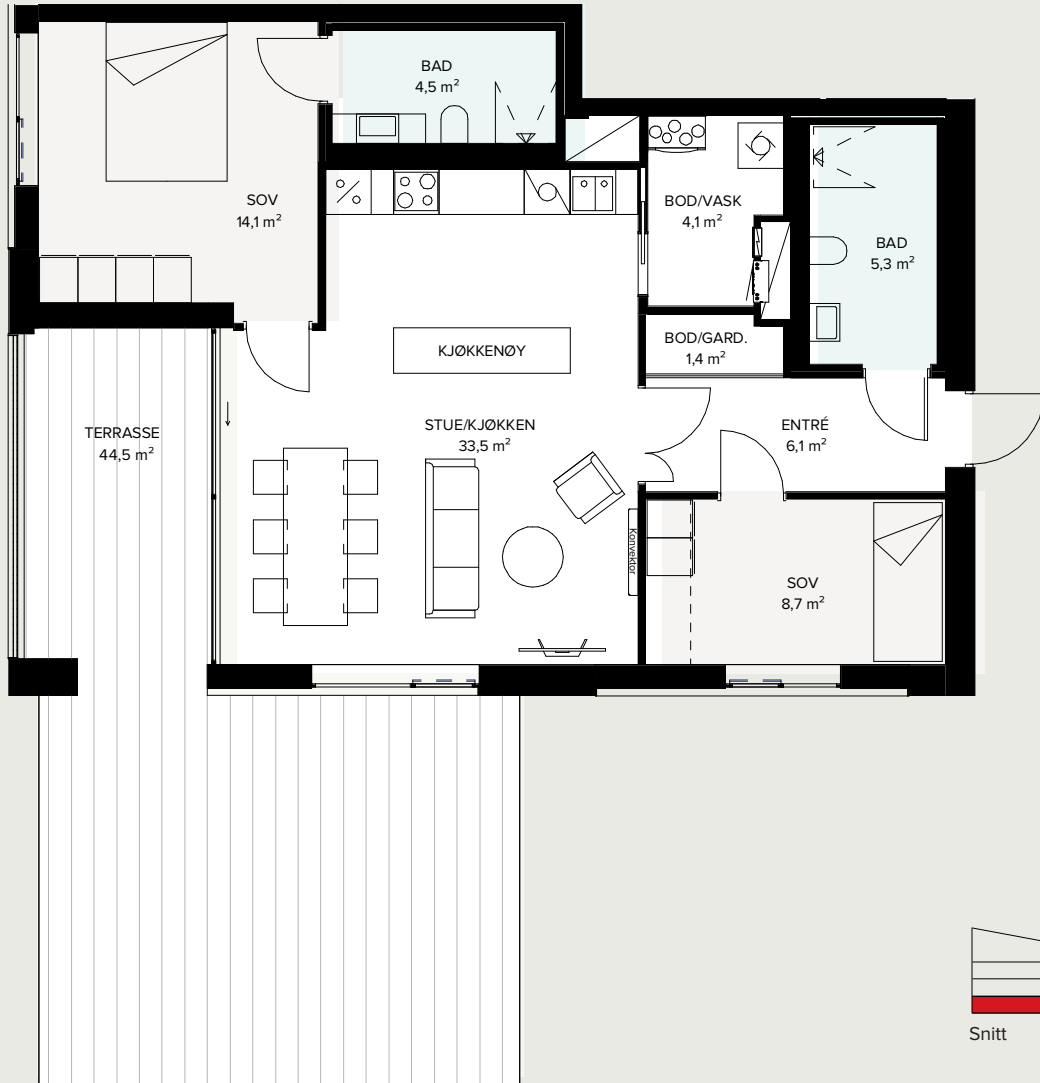 BAD
4,5 m²
SOV
14,1 m²
BOD/VASK
4,1 m²
BAD
5,3 m²
BOD/GARD.
1,4 m²
KJØKKENØY
STUE/KJØKKEN
33,5 m²
ENTRÉ
6,1 m²
TERRASSE
44,5 m²
Konvektor
SOV
8,7 m²
Snitt